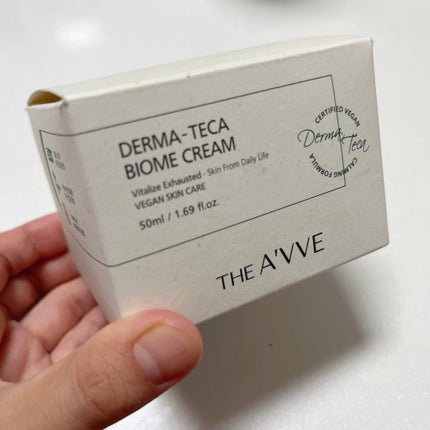 DERMA-TECA
BIOME CREAM
Vitalize Exhausted - Skin From Daily Life
VEGAN SKIN CARE
50ml / 1.69 fl.oz.
CERTIFIED VEGAN
Derma Teca
CALMING FORMULA
THE A'VVE